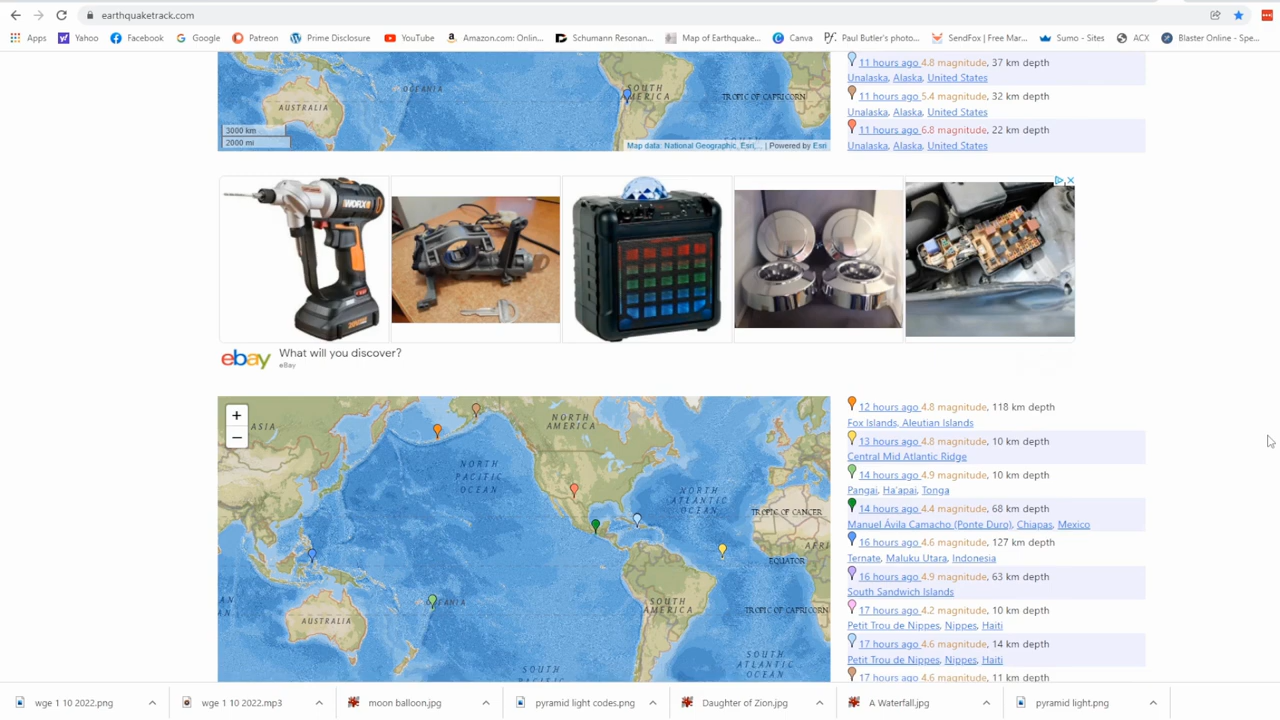 earthquaketrack.com
Apps Yahoo Facebook Google Patreon Prime Disclosure YouTube Amazon.com: Onlin... Schumann Resonan... Map of Earthquake... Canva Paul Butler's photo... SendFox | Free Mar... Sumo - Sites ACX Blaster Online - Spe...
OCEANIA
AUSTRALIA
SOUTH AMERICA
TROPIC OF CAPRICORN
3000 km
2000 mi
Map data: National Geographic, Esri,... | Powered by Esri
11 hours ago 4.8 magnitude, 37 km depth
Unalaska, Alaska, United States
11 hours ago 5.4 magnitude, 32 km depth
Unalaska, Alaska, United States
11 hours ago 6.8 magnitude, 22 km depth
Unalaska, Alaska, United States
WORX
ebay What will you discover?
eBay
+
−
ASIA
NORTH AMERICA
NORTH PACIFIC OCEAN
NORTH ATLANTIC OCEAN
TROPIC OF CANCER
EQUATOR
OCEANIA
AUSTRALIA
SOUTH AMERICA
TROPIC OF CAPRICORN
SOUTH ATLANTIC OCEAN
SOUTH
12 hours ago 4.8 magnitude, 118 km depth
Fox Islands, Aleutian Islands
13 hours ago 4.8 magnitude, 10 km depth
Central Mid Atlantic Ridge
14 hours ago 4.9 magnitude, 10 km depth
Pangai, Ha'apai, Tonga
14 hours ago 4.4 magnitude, 68 km depth
Manuel Ávila Camacho (Ponte Duro), Chiapas, Mexico
16 hours ago 4.6 magnitude, 127 km depth
Ternate, Maluku Utara, Indonesia
16 hours ago 4.9 magnitude, 63 km depth
South Sandwich Islands
17 hours ago 4.2 magnitude, 10 km depth
Petit Trou de Nippes, Nippes, Haiti
17 hours ago 4.6 magnitude, 14 km depth
Petit Trou de Nippes, Nippes, Haiti
17 hours ago 4.6 magnitude, 11 km depth
wge 1 10 2022.png wge 1 10 2022.mp3 moon balloon.jpg pyramid light codes.png Daughter of Zion.jpg A Waterfall.jpg pyramid light.png